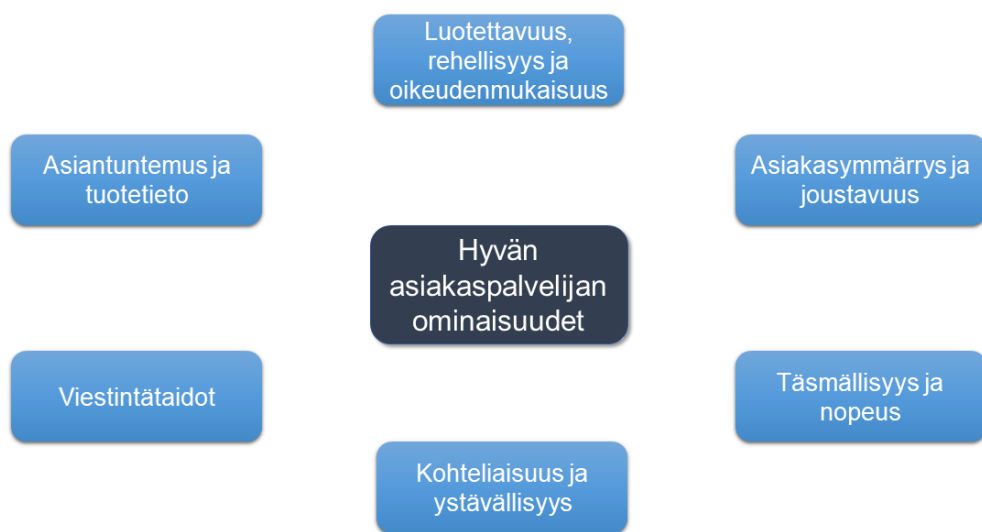 Luotettavuus,
rehellisyys ja
oikeudenmukaisuus
Asiantuntemus ja
tuotetieto
Asiakasymmärrys ja
joustavuus
Hyvän
asiakaspalvelijan
ominaisuudet
Viestintätaidot
Täsmällisyys ja
nopeus
Kohteliaisuus ja
ystävällisyys